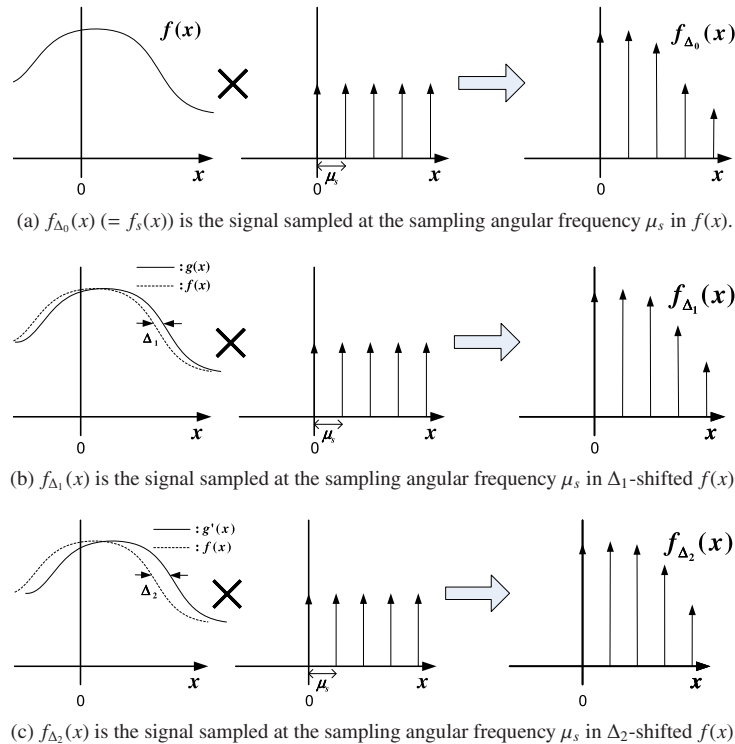 f(x)
x
0
μs
x
0
fΔ0(x)
x
0
(a) fΔ0(x) (= fs(x)) is the signal sampled at the sampling angular frequency μs in f(x).
: g(x)
: f(x)
Δ1
x
0
μs
x
0
fΔ1(x)
x
0
(b) fΔ1(x) is the signal sampled at the sampling angular frequency μs in Δ1-shifted f(x)
: g'(x)
: f(x)
Δ2
x
0
μs
x
0
fΔ2(x)
x
0
(c) fΔ2(x) is the signal sampled at the sampling angular frequency μs in Δ2-shifted f(x)